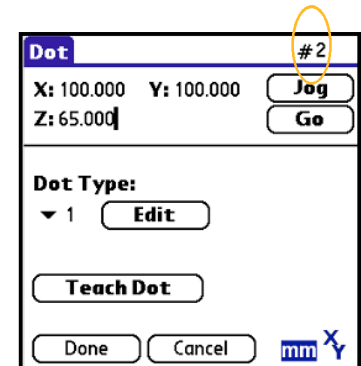 Dot #2
X: 100.000 Y: 100.000 Jog
Z: 65.000 Go
Dot Type:
1 Edit
Teach Dot
Done Cancel mm XY